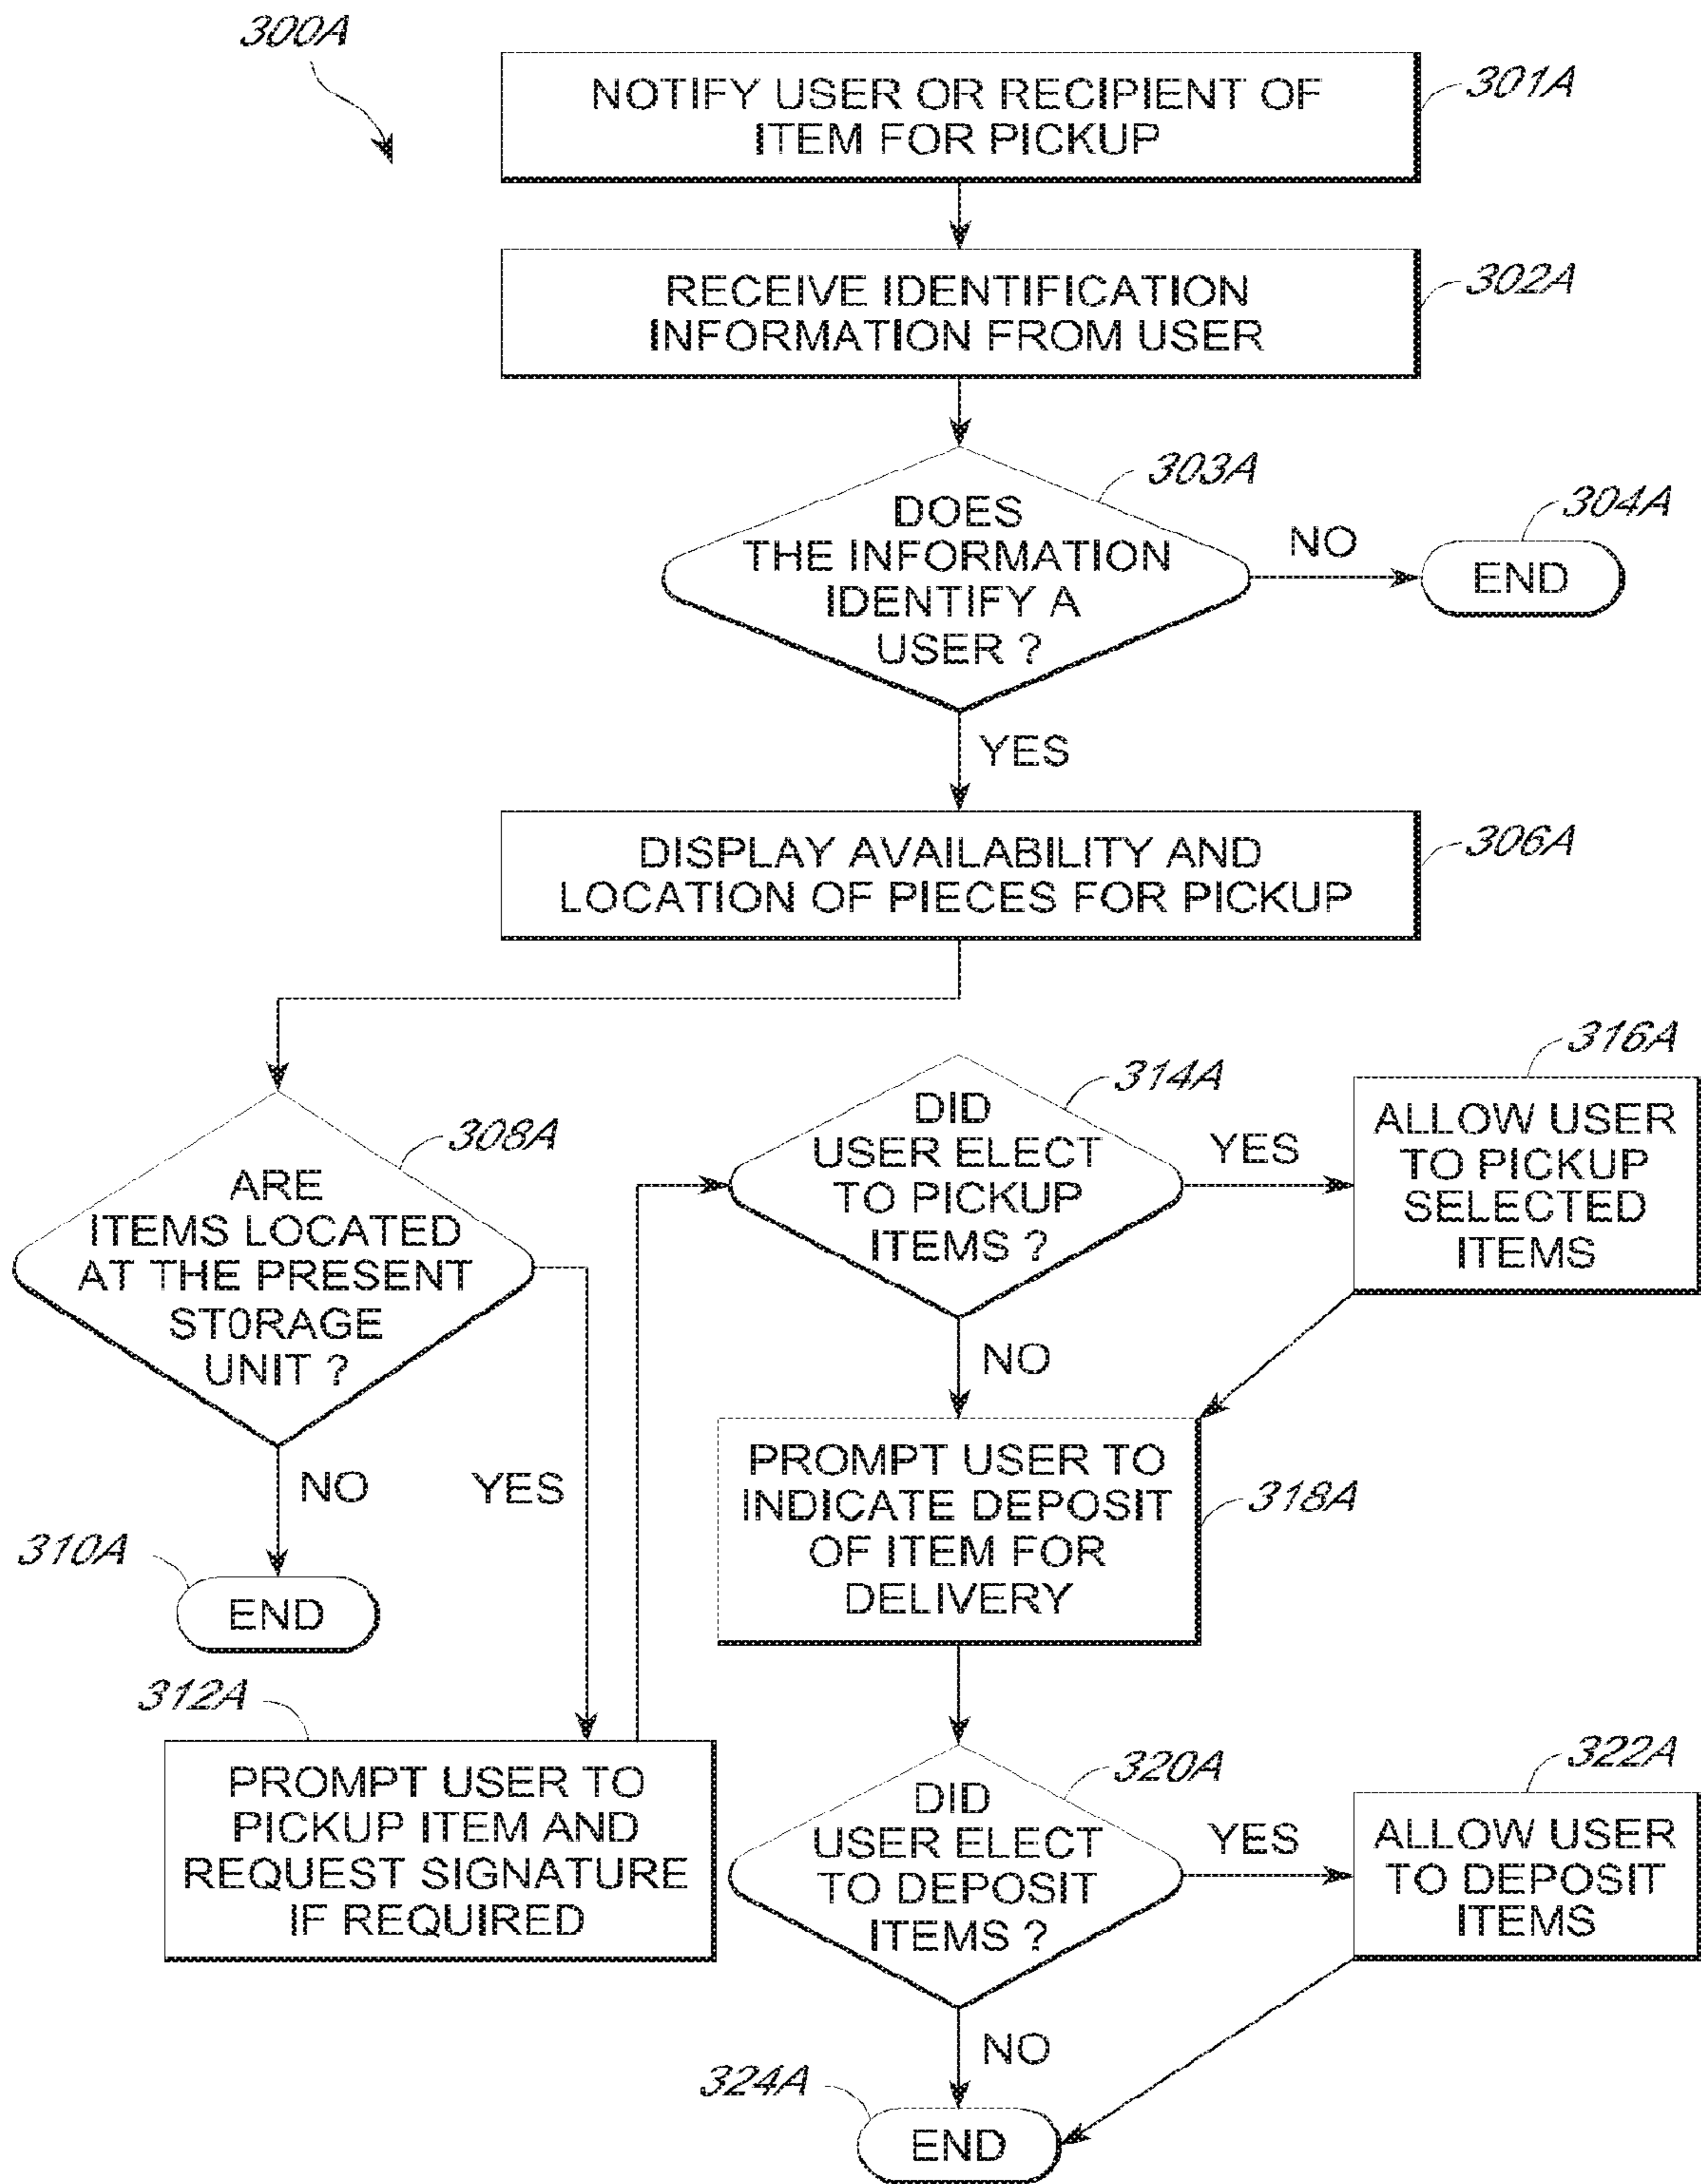 300A
NOTIFY USER OR RECIPIENT OF
ITEM FOR PICKUP
301A
RECEIVE IDENTIFICATION
INFORMATION FROM USER
302A
303A
DOES
THE INFORMATION
IDENTIFY A
USER ?
NO
304A
END
YES
DISPLAY AVAILABILITY AND
LOCATION OF PIECES FOR PICKUP
306A
308A
ARE
ITEMS LOCATED
AT THE PRESENT
ST0RAGE
UNIT ?
NO
YES
310A
END
312A
PROMPT USER TO
PICKUP ITEM AND
REQUEST SIGNATURE
IF REQUIRED
314A
DID
USER ELECT
TO PICKUP
ITEMS ?
YES
316A
ALLOW USER
TO PICKUP
SELECTED
ITEMS
NO
PROMPT USER TO
INDICATE DEPOSIT
OF ITEM FOR
DELIVERY
318A
320A
DID
USER ELECT
TO DEPOSIT
ITEMS ?
YES
322A
ALLOW USER
TO DEPOSIT
ITEMS
NO
324A
END